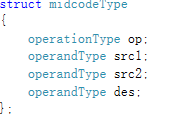 struct midcodeType
{
operationType op;
operandType src1;
operandType src2;
operandType des;
};